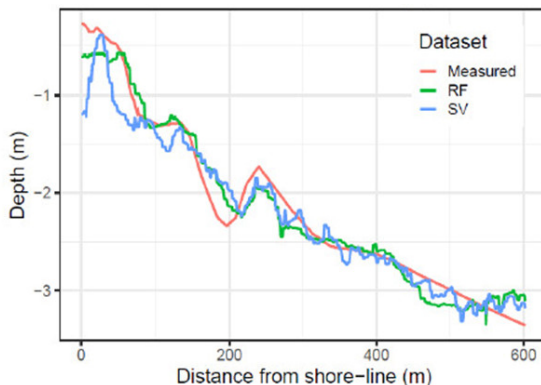 Dataset
Measured
RF
SV
Depth (m)
−1
−2
−3
0
200
400
600
Distance from shore−line (m)